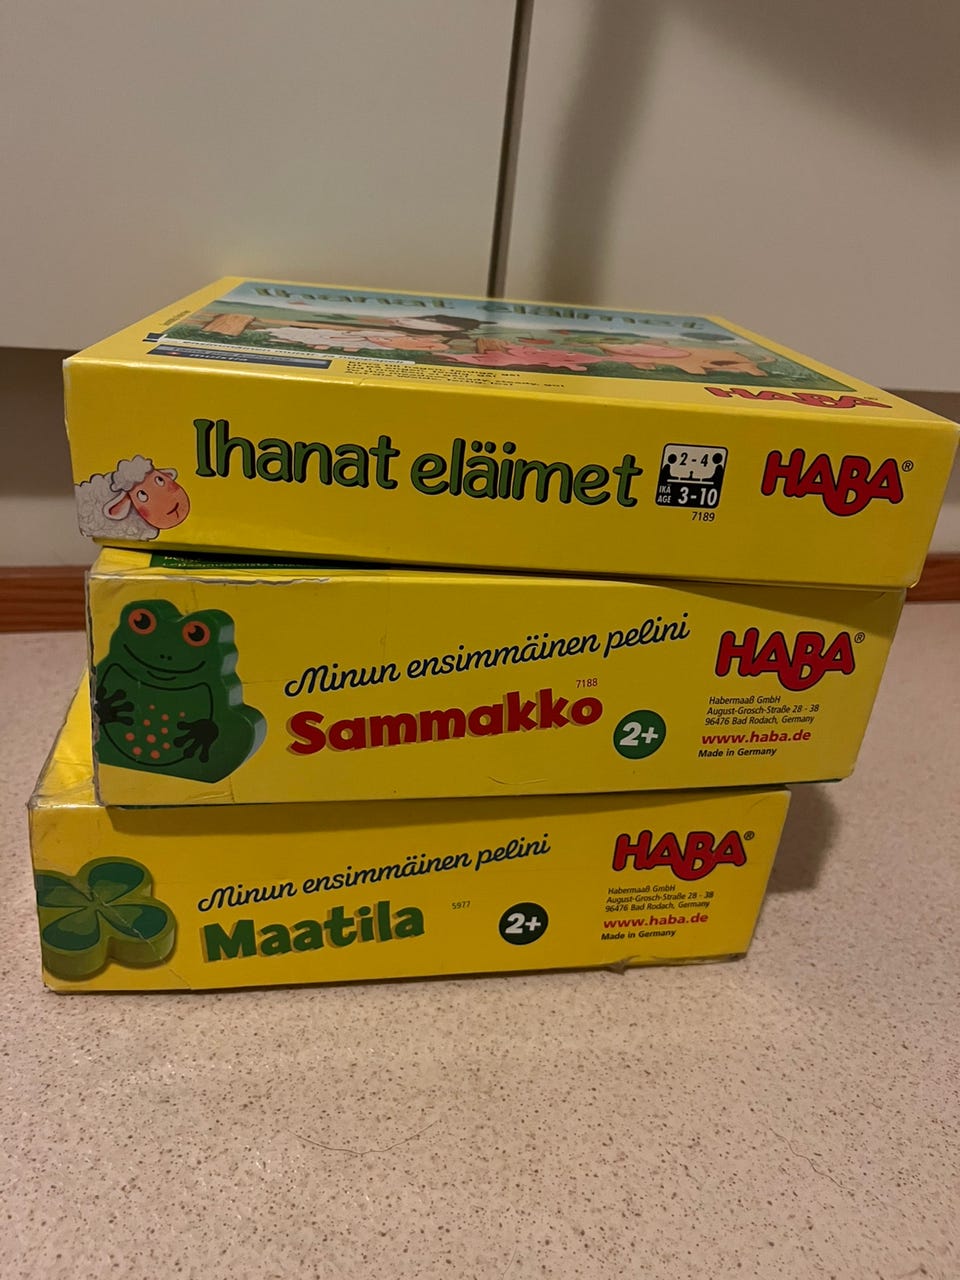 Ihanat eläimet
HABA®
Ihanat eläimet
2 - 4
IKÄ
AGE 3-10
7189
HABA®
Minun ensimmäinen pelini
7188
Sammakko
2+
HABA®
Habermaaß GmbH
August-Grosch-Straße 28 - 38
96476 Bad Rodach, Germany
www.haba.de
Made in Germany
Minun ensimmäinen pelini
5977
Maatila
2+
HABA®
Habermaaß GmbH
August-Grosch-Straße 28 - 38
96476 Bad Rodach, Germany
www.haba.de
Made in Germany